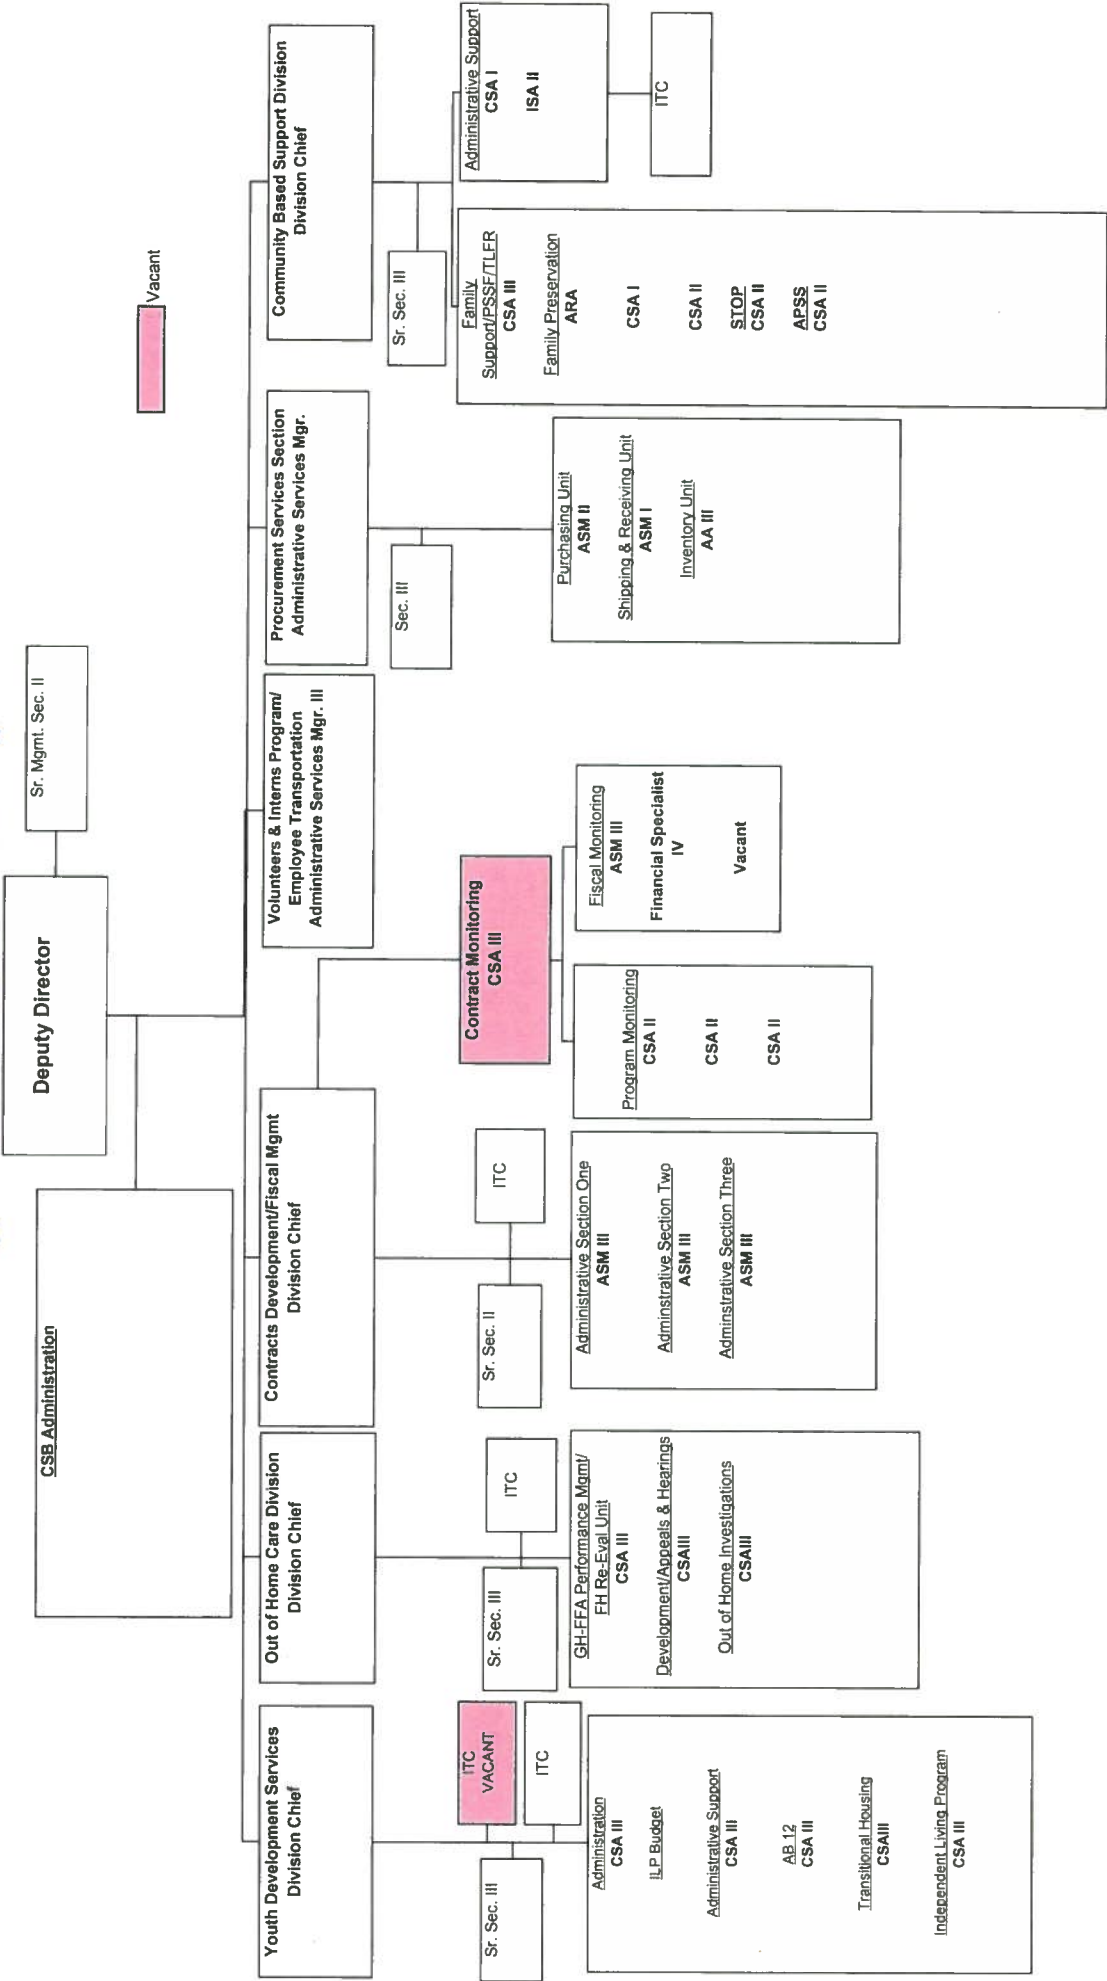 Deputy Director
Sr. Mgmt. Sec. II
CSB Administration
Vacant
Youth Development Services
Division Chief
Sr. Sec. III
ITC
VACANT
ITC
Administration
CSA III
ILP Budget
Administrative Support
CSA III
AB 12
CSA III
Transitional Housing
CSAIII
Independent Living Program
CSA III
Out of Home Care Division
Division Chief
Sr. Sec. III
ITC
GH-FFA Performance Mgmt/
FH Re-Eval Unit
CSA III
Development/Appeals & Hearings
CSAIII
Out of Home Investigations
CSAIII
Contracts Development/Fiscal Mgmt
Division Chief
Sr. Sec. II
ITC
Administrative Section One
ASM III
Adminstrative Section Two
ASM III
Adminstrative Section Three
ASM III
Contract Monitoring
CSA III
Program Monitoring
CSA II
CSA II
CSA II
Fiscal Monitoring
ASM III
Financial Specialist
IV
Vacant
Volunteers & Interns Program/
Employee Transportation
Administrative Services Mgr. III
Procurement Services Section
Administrative Services Mgr.
Sec. III
Purchasing Unit
ASM II
Shipping & Receiving Unit
ASM I
Inventory Unit
AA III
Community Based Support Division
Division Chief
Sr. Sec. III
Family
Support/PSSF/TLFR
CSA III
Family Preservation
ARA
CSA I
CSA II
STOP
CSA II
APSS
CSA II
Administrative Support
CSA I
ISA II
ITC